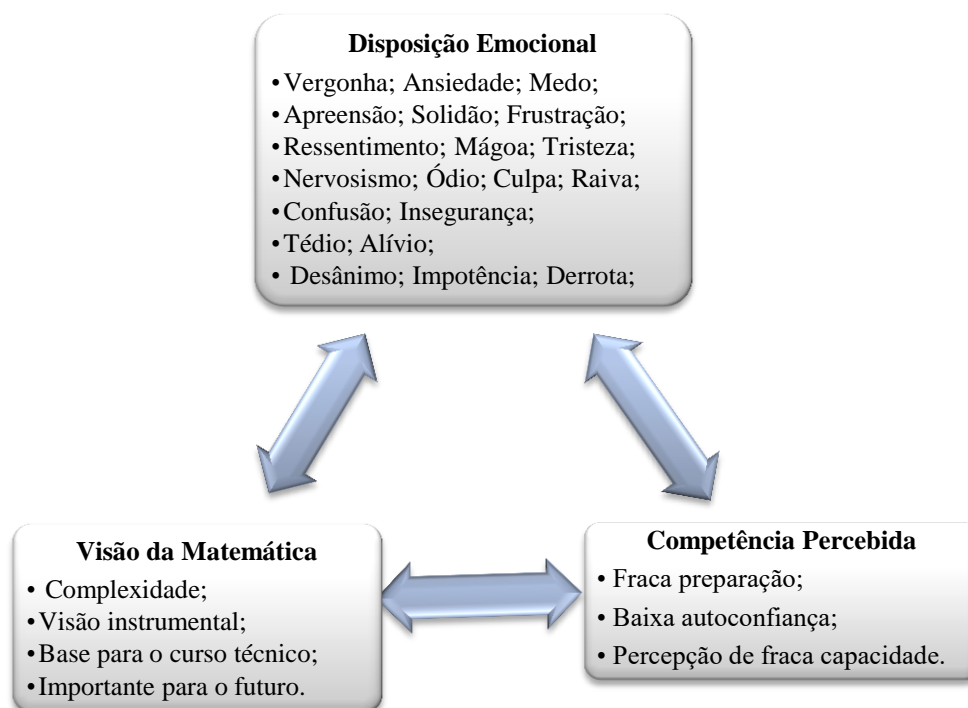 Disposição Emocional
•Vergonha; Ansiedade; Medo;
•Apreensão; Solidão; Frustração;
•Ressentimento; Mágoa; Tristeza;
•Nervosismo; Ódio; Culpa; Raiva;
•Confusão; Insegurança;
•Tédio; Alívio;
• Desânimo; Impotência; Derrota;
Visão da Matemática
• Complexidade;
•Visão instrumental;
•Base para o curso técnico;
•Importante para o futuro.
Competência Percebida
• Fraca preparação;
• Baixa autoconfiança;
• Percepção de fraca capacidade.